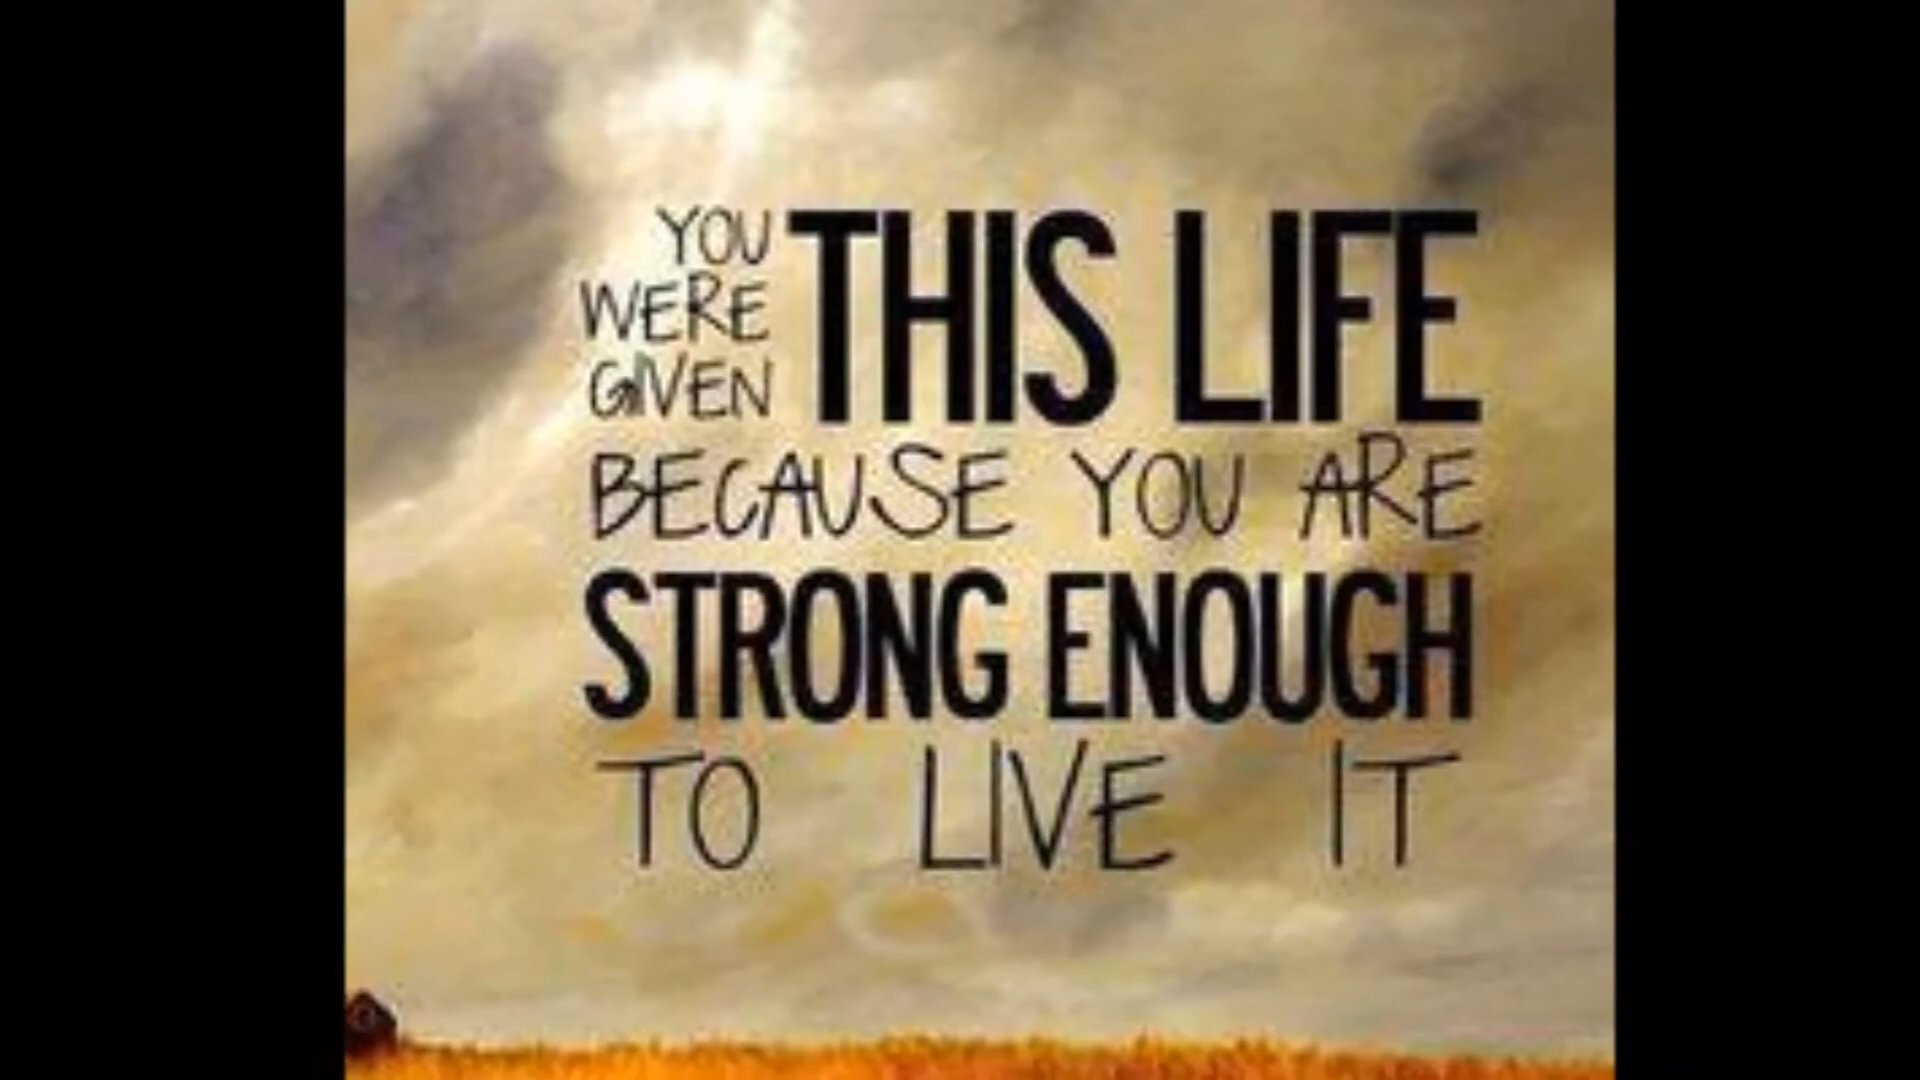 YOU
WERE
GIVEN
THIS LIFE
BECAUSE YOU ARE
STRONG ENOUGH
TO LIVE IT